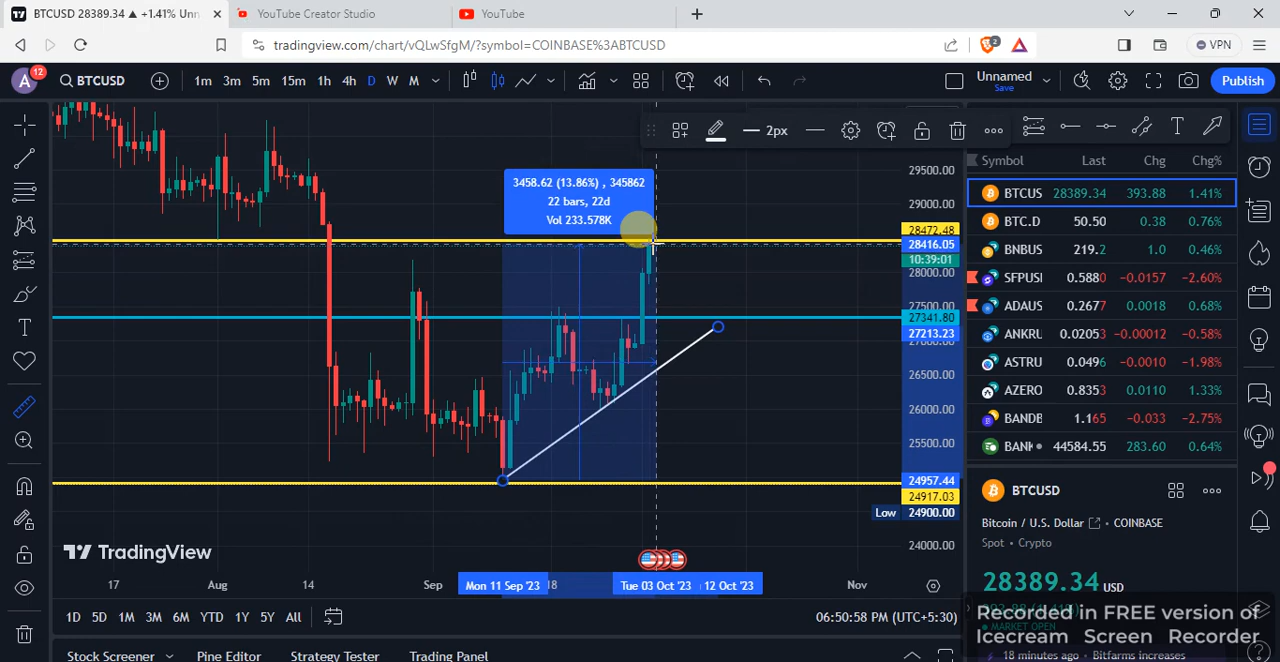 BTCUSD 28389.34 ▲ +1.41% Unn
YouTube Creator Studio
YouTube
tradingview.com/chart/vQLwSfgM/?symbol=COINBASE%3ABTCUSD
2
VPN
A
12
BTCUSD
1m 3m 5m 15m 1h 4h D W M
Unnamed
Save
Publish
2px
T
3458.62 (13.86%) , 345862
22 bars, 22d
Vol 233.578K
29500.00
29000.00
28472.48
28416.05
10:39:01
28000.00
27500.00
27341.80
27213.23
26500.00
26000.00
25500.00
24957.44
24917.03
Low 24900.00
24000.00
TradingView
17 Aug 14 Sep Mon 11 Sep '23 18 Tue 03 Oct '23 12 Oct '23 Nov
1D 5D 1M 3M 6M YTD 1Y 5Y All
06:50:58 PM (UTC+5:30)
Stock Screener Pine Editor Strategy Tester Trading Panel
Symbol Last Chg Chg%
BTCUS 28389.34 393.88 1.41%
BTC.D 50.50 0.38 0.76%
BNBUS 219.2 1.0 0.46%
SFPUSI 0.5880 -0.0157 -2.60%
ADAUS 0.2677 0.0018 0.68%
ANKRU 0.02053 -0.00012 -0.58%
ASTRU 0.0496 -0.0010 -1.98%
AZERO 0.8353 0.0110 1.33%
BANDB 1.165 -0.033 -2.75%
BANK 44584.55 283.60 0.64%
BTCUSD
Bitcoin / U.S. Dollar COINBASE
Spot Crypto
28389.34 USD
MARKET OPEN
Recorded in FREE version of
Icecream Screen Recorder
18 minutes ago Bitfarms increases